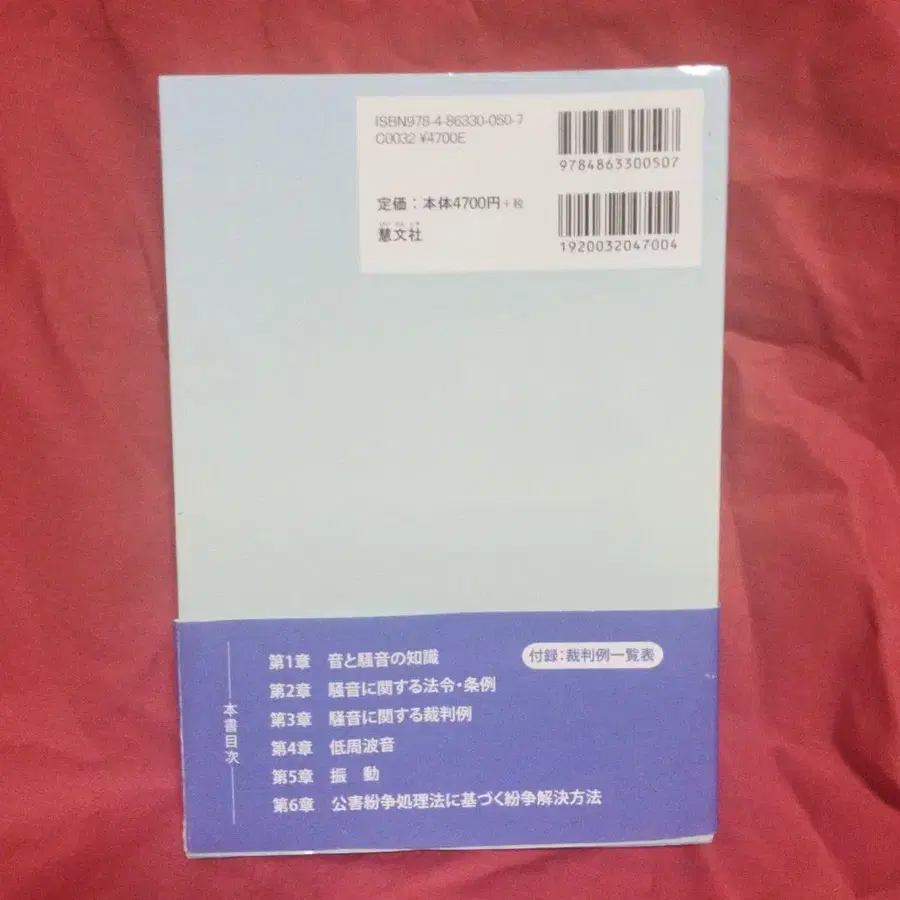 ISBN978-4-86330-050-7
C0032 ¥4700E
9784863300507
定価：本体4700円+税
慧文社
1920032047004
本書目次
第1章 音と騒音の知識
付録：裁判例一覧表
第2章 騒音に関する法令・条例
第3章 騒音に関する裁判例
第4章 低周波音
第5章 振 動
第6章 公害紛争処理法に基づく紛争解決方法